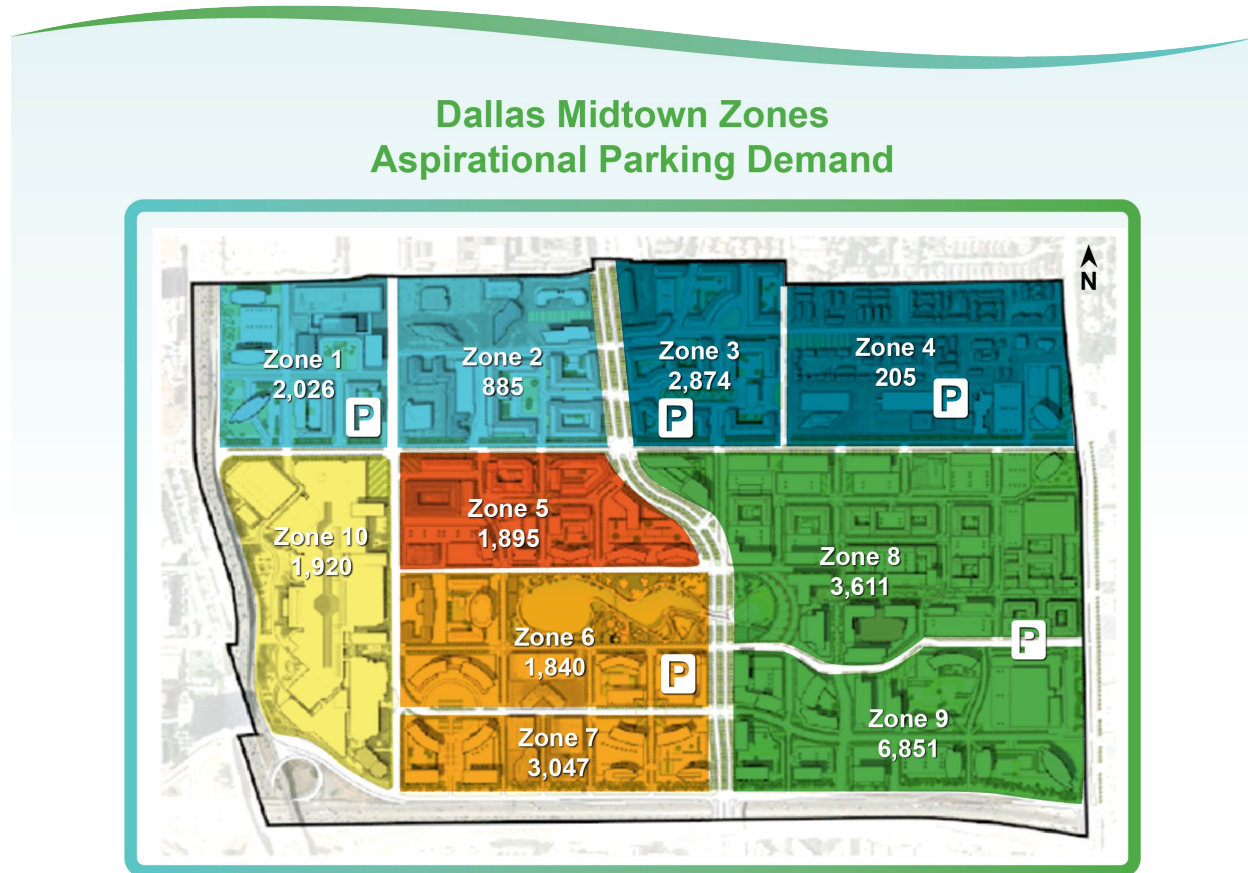 Dallas Midtown Zones
Aspirational Parking Demand
N
Zone 1
2,026
P
Zone 2
885
Zone 3
2,874
P
Zone 4
205
P
Zone 10
1,920
Zone 5
1,895
Zone 8
3,611
P
Zone 6
1,840
P
Zone 9
6,851
Zone 7
3,047